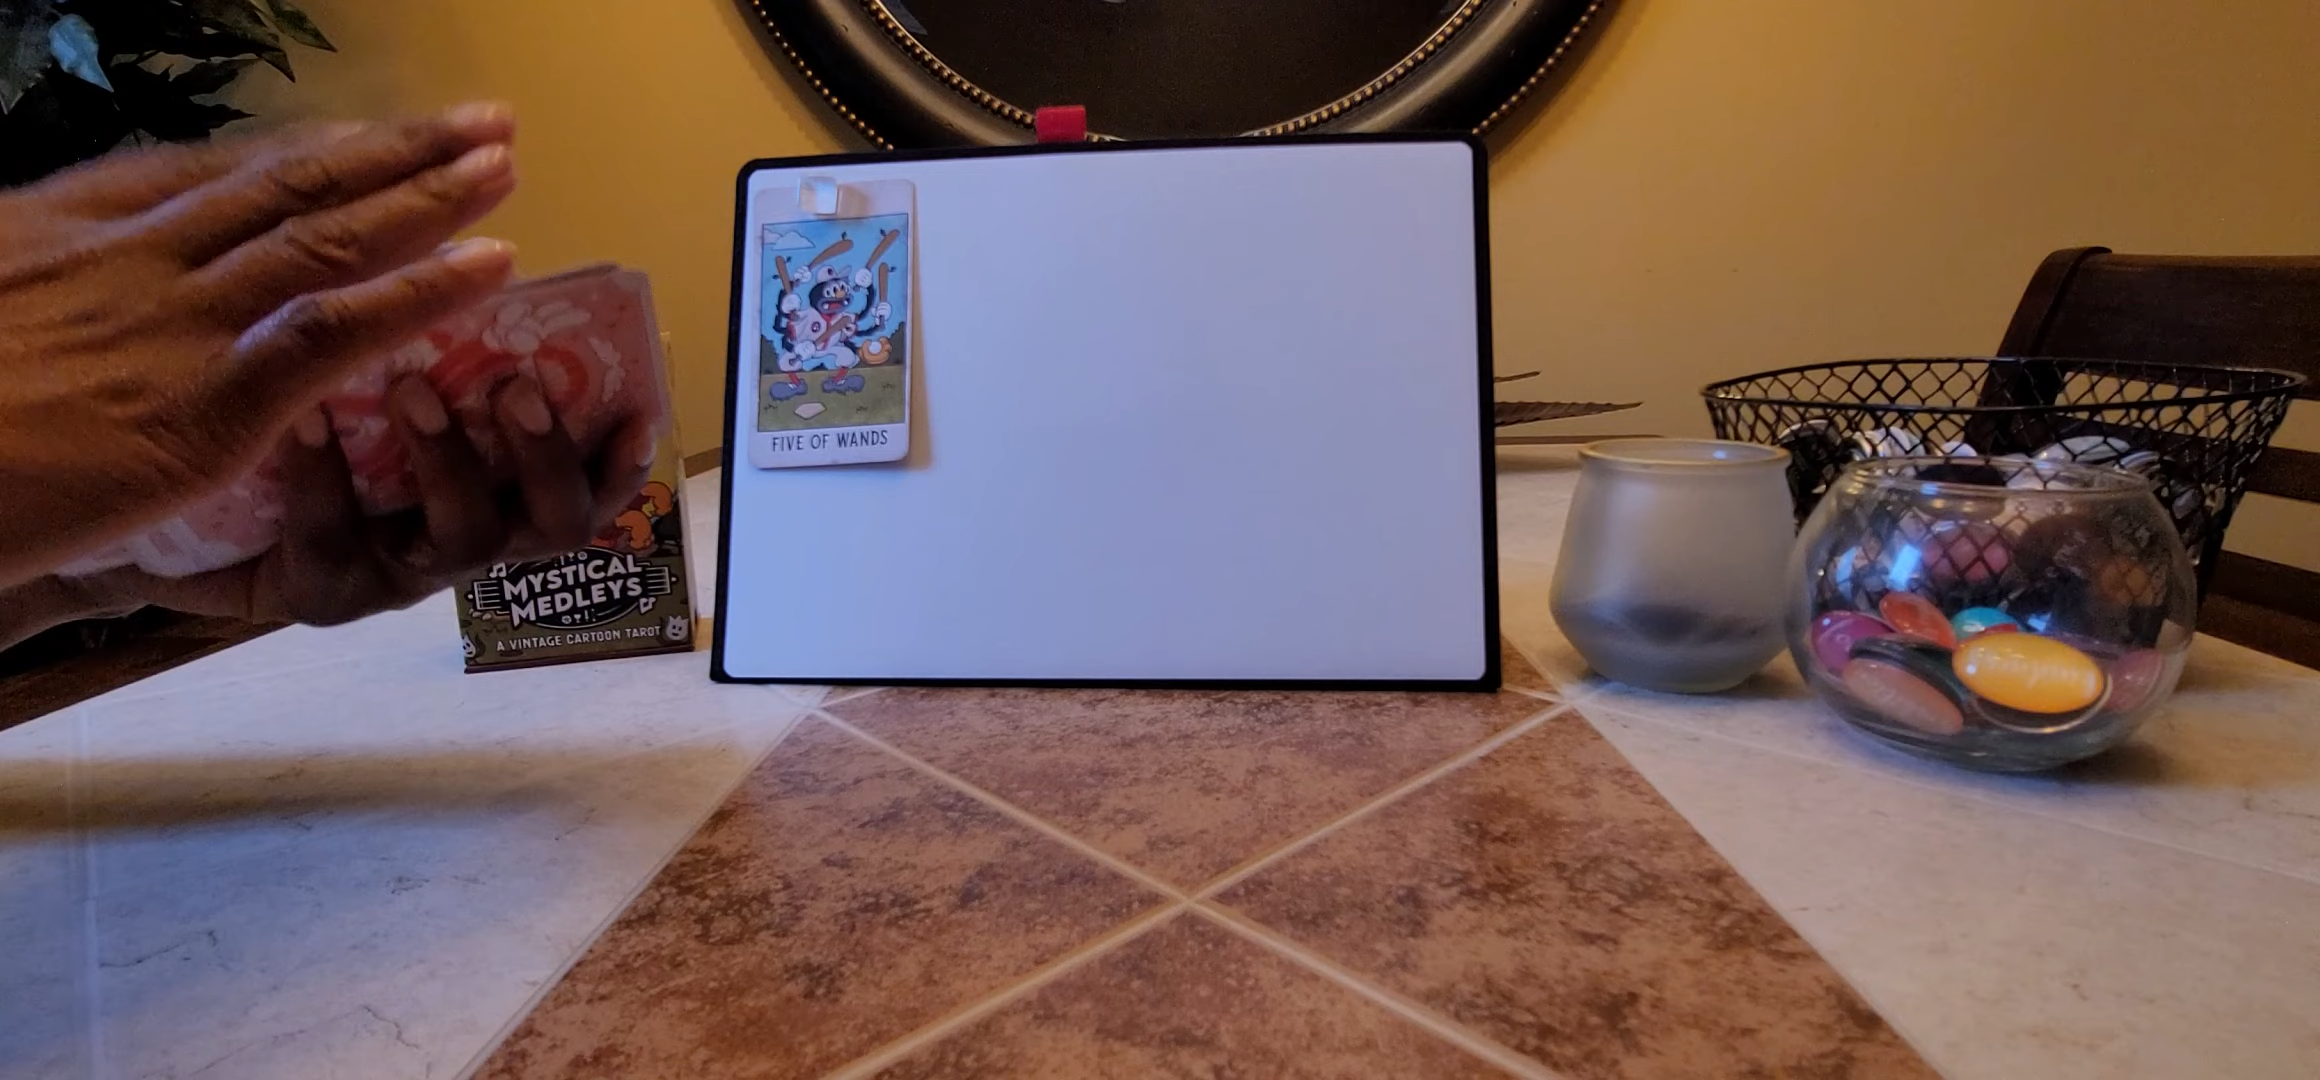 FIVE OF WANDS
MYSTICAL
MEDLEYS
A VINTAGE CARTOON TAROT